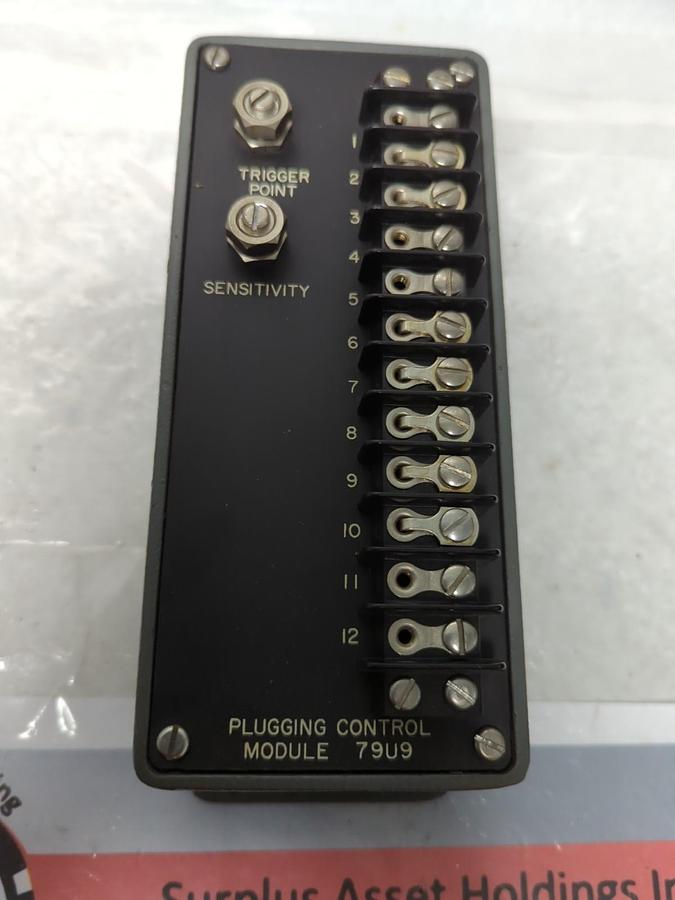 TRIGGER
POINT
SENSITIVITY
1
2
3
4
5
6
7
8
9
10
11
12
PLUGGING CONTROL
MODULE 79U9
ng
Surplus Asset Holdings In